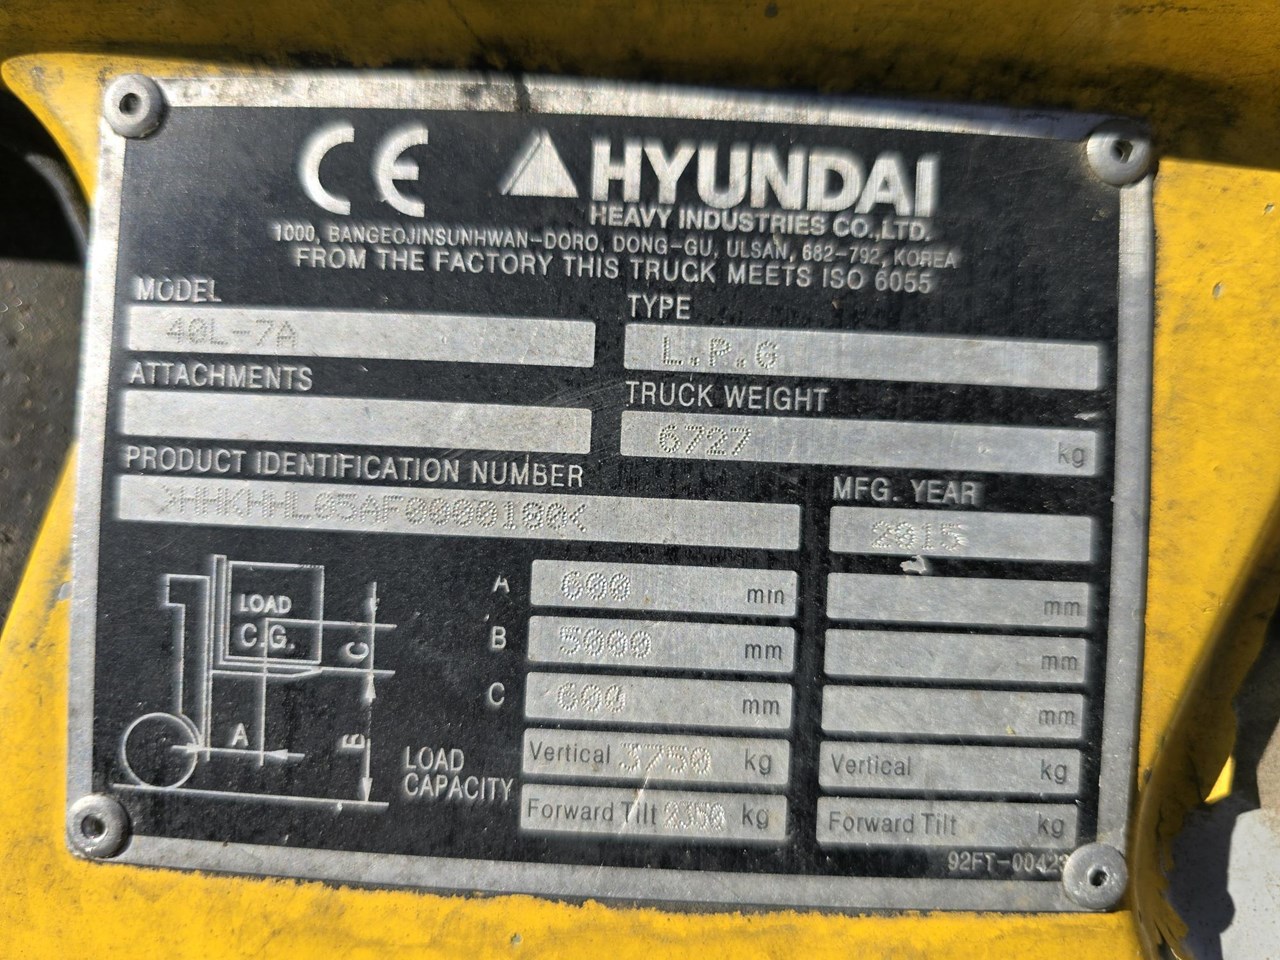 CE HYUNDAI
HEAVY INDUSTRIES CO.,LTD.
1000, BANGEOJINSUNHWAN-DORO, DONG-GU, ULSAN, 682-792, KOREA
FROM THE FACTORY THIS TRUCK MEETS ISO 6055
MODEL
40L-7A
TYPE
L.P.G
ATTACHMENTS
TRUCK WEIGHT
6727 kg
PRODUCT IDENTIFICATION NUMBER
>HHKHHL05AF0000100<
MFG. YEAR
2015
LOAD
C.G.
A
B
C
A 600 mm
B 5000 mm
C 600 mm
LOAD
CAPACITY
Vertical 3750 kg
Forward Tilt kg
mm
mm
mm
Vertical kg
Forward Tilt kg